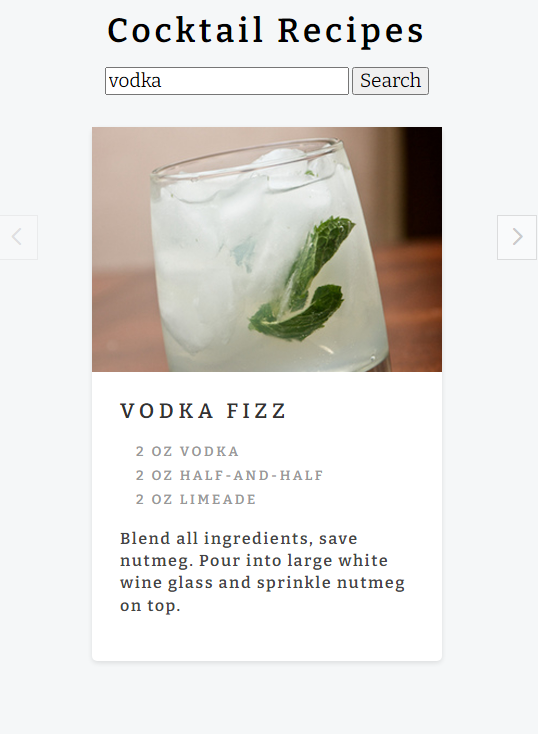 Cocktail Recipes
vodka Search
VODKA FIZZ
2 OZ VODKA
2 OZ HALF-AND-HALF
2 OZ LIMEADE
Blend all ingredients, save
nutmeg. Pour into large white
wine glass and sprinkle nutmeg
on top.